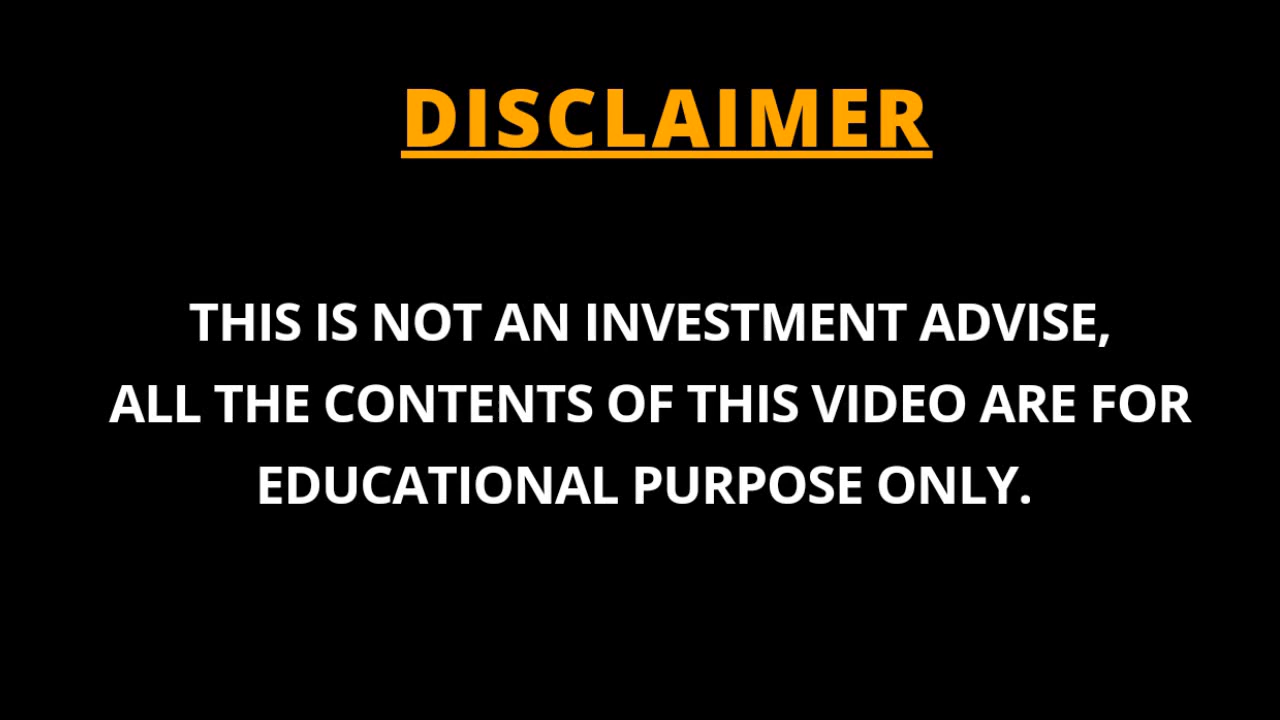 DISCLAIMER
THIS IS NOT AN INVESTMENT ADVISE,
ALL THE CONTENTS OF THIS VIDEO ARE FOR
EDUCATIONAL PURPOSE ONLY.